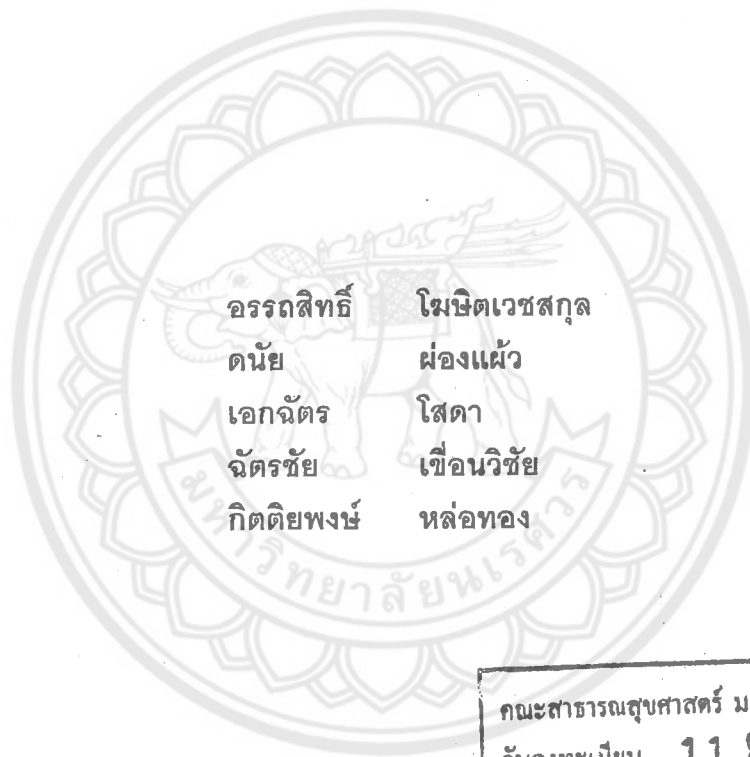 อรรถสิทธิ์ โฆษิตเวชสกุล
ดนัย ผ่องแผ้ว
เอกฉัตร โสดา
ฉัตรชัย เขื่อนวิชัย
กิตติยพงษ์ หล่อทอง
มหาวิทยาลัยนเรศวร
คณะสาธารณสุขศาสตร์ ม
11